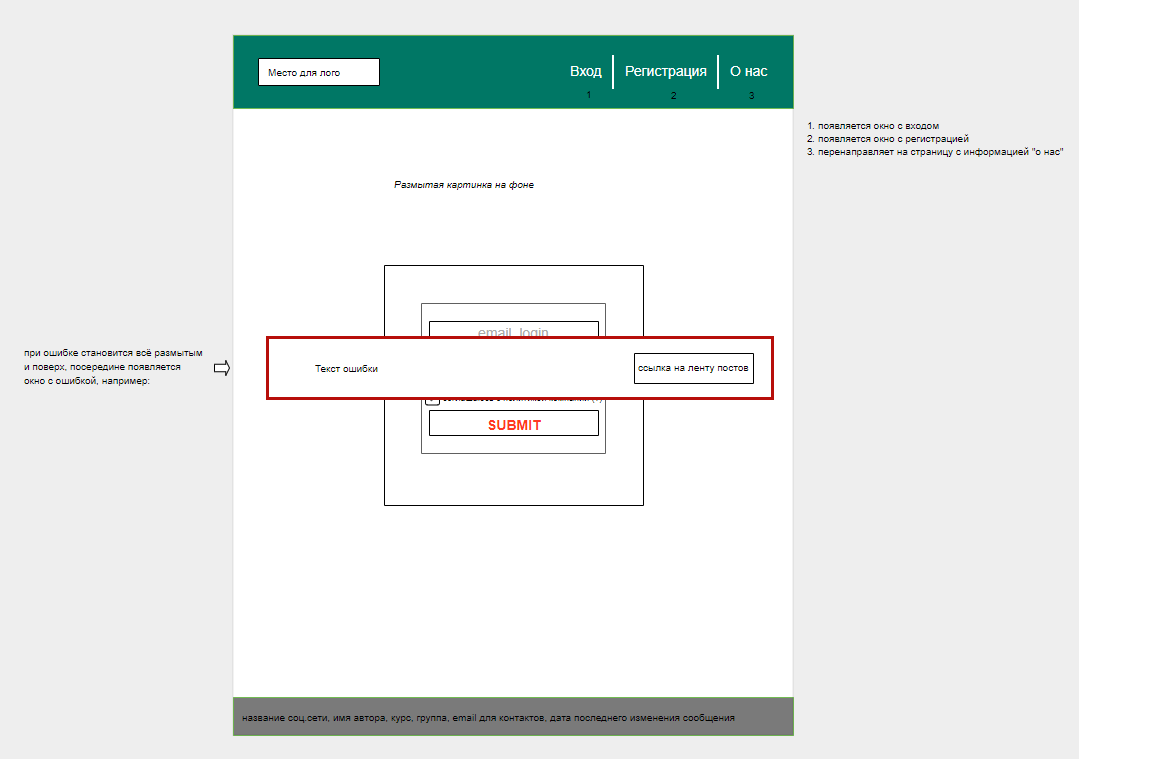 Место для лого
Вход
Регистрация
О нас
1
2
3
1. появляется окно с входом
2. появляется окно с регистрацией
3. перенаправляет на страницу с информацией "о нас"
Размытая картинка на фоне
email, login
при ошибке становится всё размытым
и поверх, посередине появляется
окно с ошибкой, например:
Текст ошибки
ссылка на ленту постов
SUBMIT
название соц.сети, имя автора, курс, группа, email для контактов, дата последнего изменения сообщения